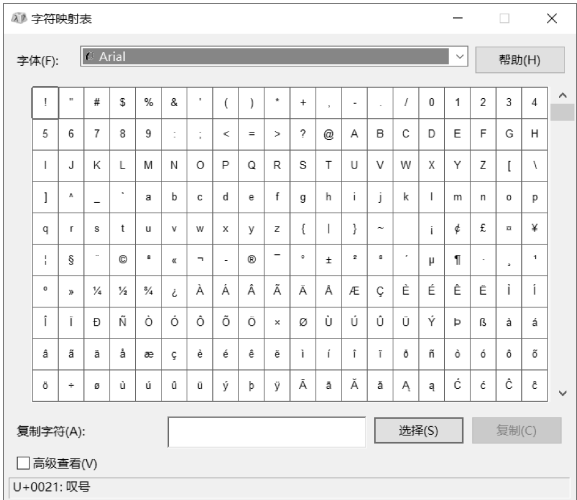 字符映射表
字体(F): Arial 帮助(H)
! " # $ % & ' ( ) * + , - . / 0 1 2 3 4
5 6 7 8 9 : ; < = > ? @ A B C D E F G H
I J K L M N O P Q R S T U V W X Y Z [ \
] ^ _ ` a b c d e f g h i j k l m n o p
q r s t u v w x y z { | } ~ ¡ ¢ £ ¤ ¥
¦ § ¨ © ª « ¬ - ® ¯ ° ± ² ³ ´ µ ¶ · ¸ ¹
º » ¼ ½ ¾ ¿ À Á Â Ã Ä Å Æ Ç È É Ê Ë Ì Í
Î Ï Ð Ñ Ò Ó Ô Õ Ö × Ø Ù Ú Û Ü Ý Þ ß à á
â ã ä å æ ç è é ê ë ì í î ï ð ñ ò ó ô õ
ö ÷ ø ù ú û ü ý þ ÿ Ā ā Ă ă Ą ą Ć ć Ĉ ĉ
复制字符(A): 选择(S) 复制(C)
高级查看(V)
U+0021: 叹号